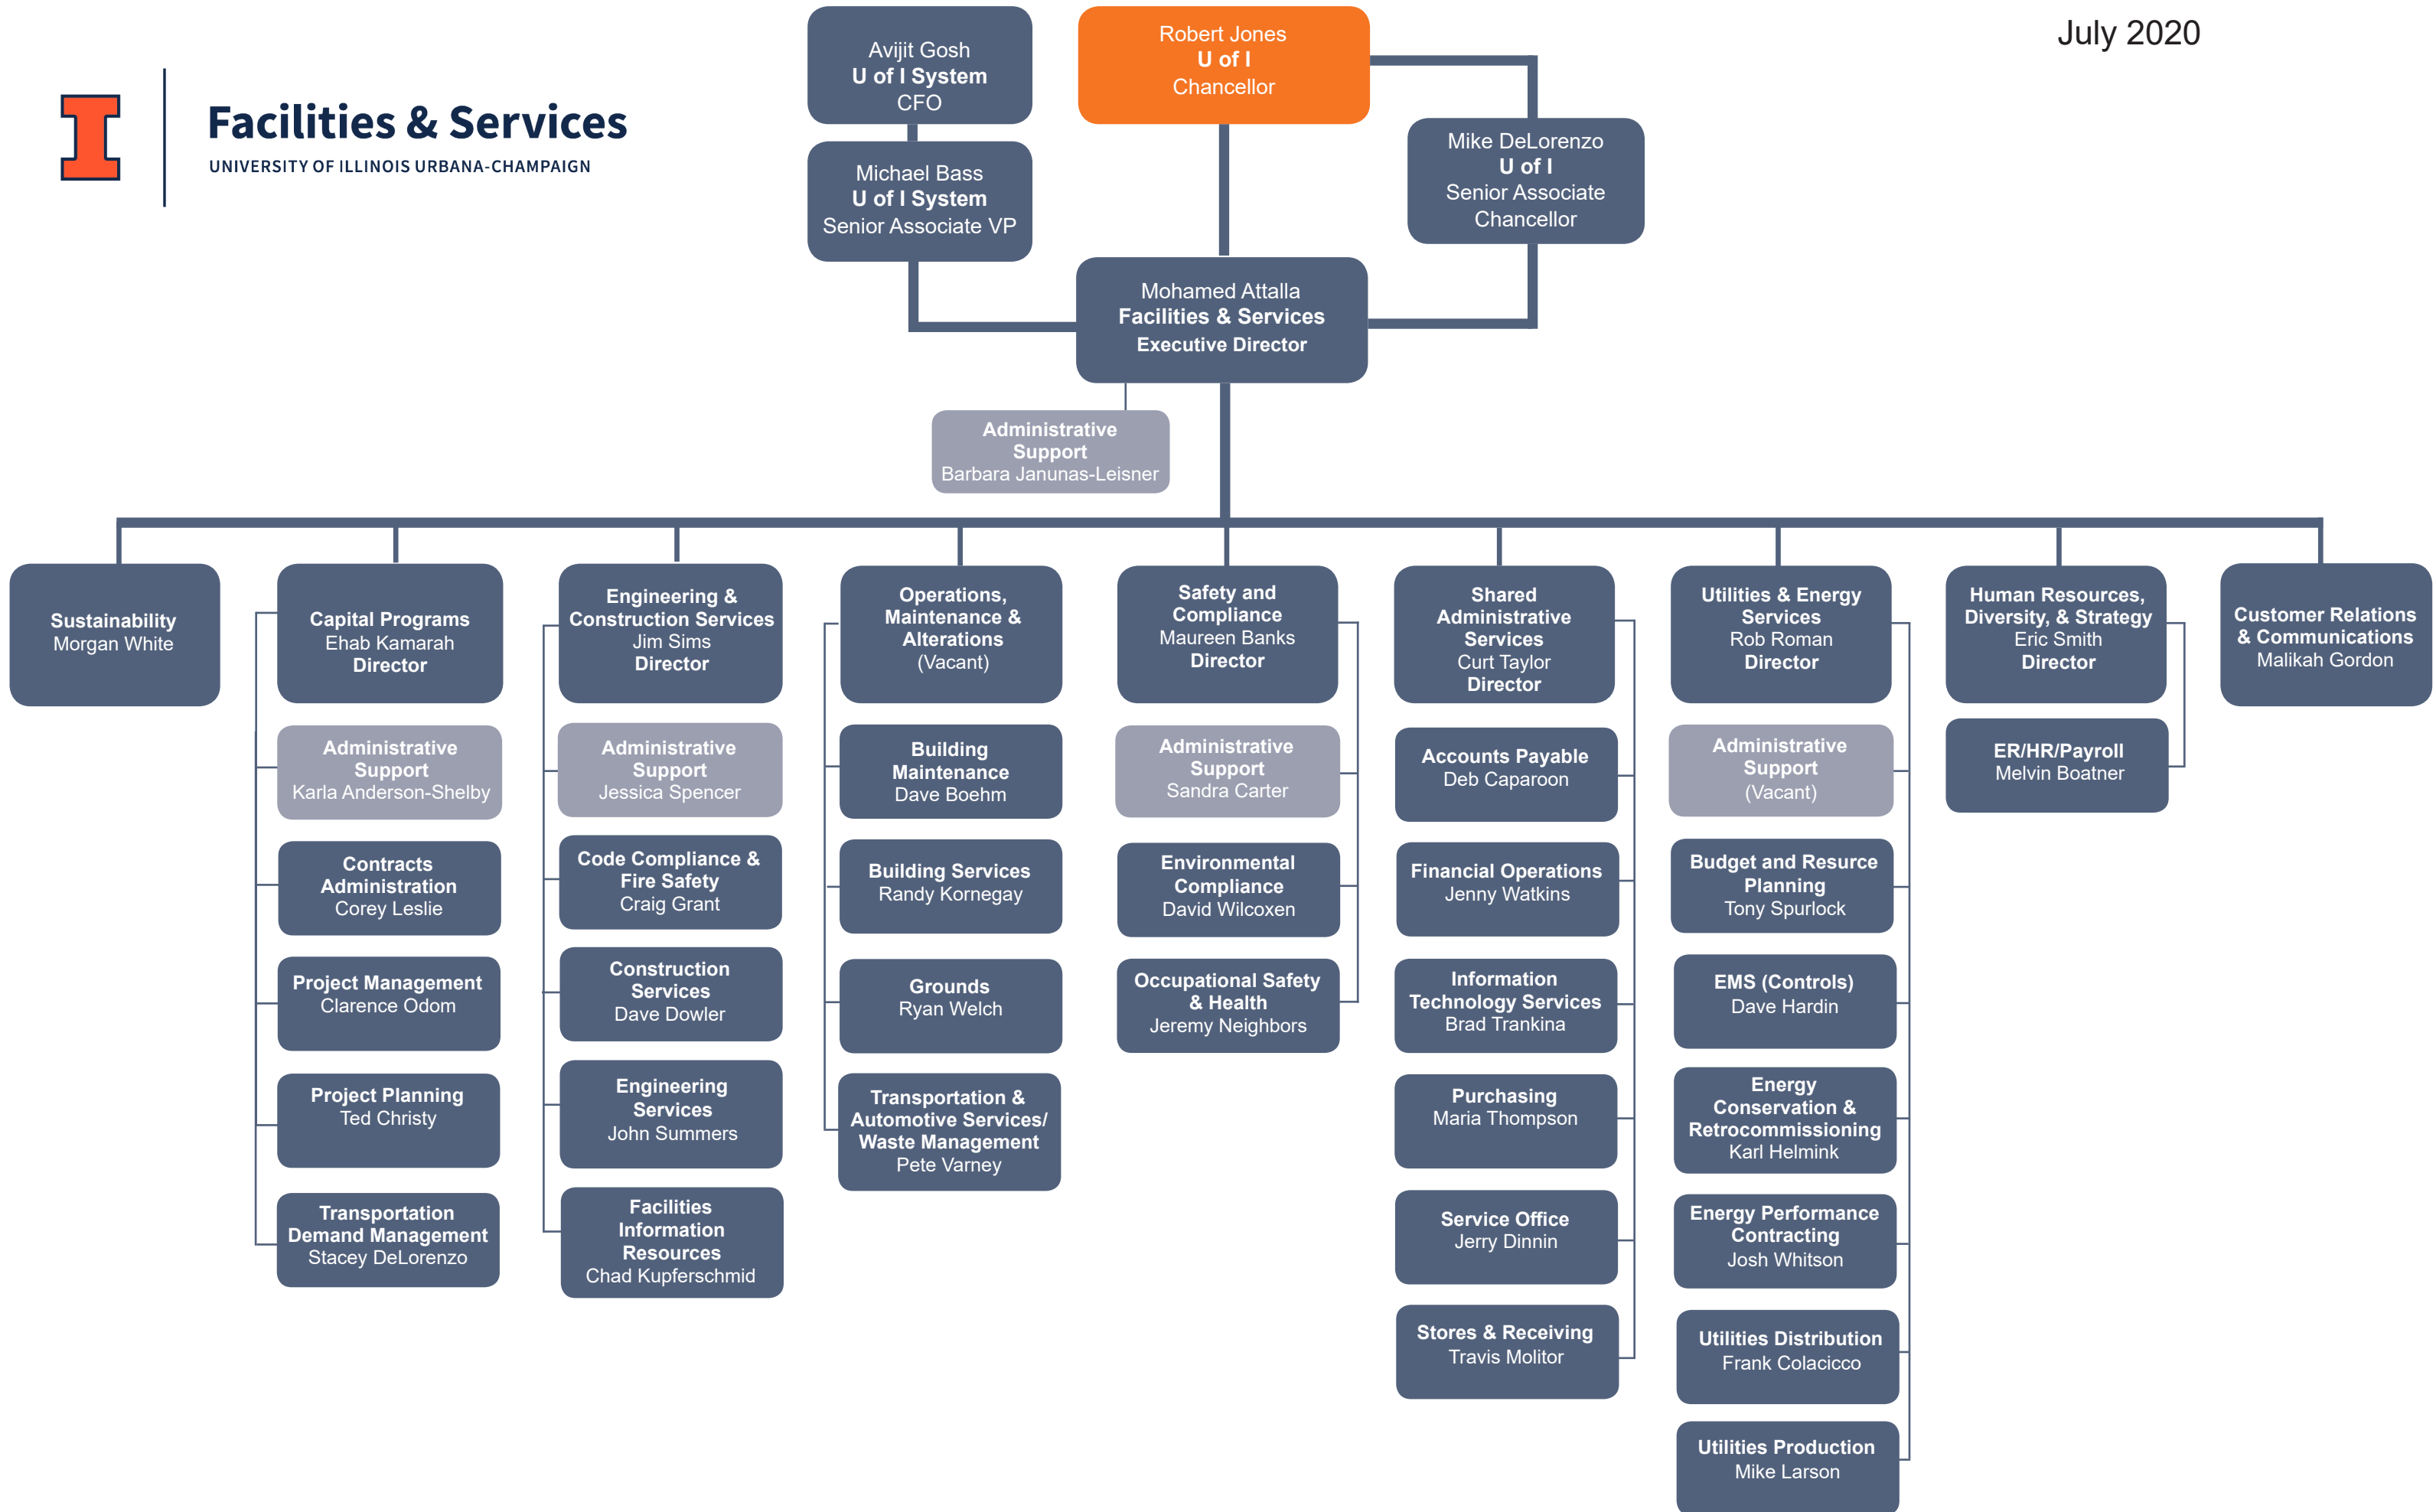 July 2020
Facilities & Services
UNIVERSITY OF ILLINOIS URBANA-CHAMPAIGN
Avijit Gosh
U of I System
CFO
Robert Jones
U of I
Chancellor
Michael Bass
U of I System
Senior Associate VP
Mike DeLorenzo
U of I
Senior Associate
Chancellor
Mohamed Attalla
Facilities & Services
Executive Director
Administrative
Support
Barbara Janunas-Leisner
Sustainability
Morgan White
Capital Programs
Ehab Kamarah
Director
Administrative
Support
Karla Anderson-Shelby
Contracts
Administration
Corey Leslie
Project Management
Clarence Odom
Project Planning
Ted Christy
Transportation
Demand Management
Stacey DeLorenzo
Engineering &
Construction Services
Jim Sims
Director
Administrative
Support
Jessica Spencer
Code Compliance &
Fire Safety
Craig Grant
Construction
Services
Dave Dowler
Engineering
Services
John Summers
Facilities
Information
Resources
Chad Kupferschmid
Operations,
Maintenance &
Alterations
(Vacant)
Building
Maintenance
Dave Boehm
Building Services
Randy Kornegay
Grounds
Ryan Welch
Transportation &
Automotive Services/
Waste Management
Pete Varney
Safety and
Compliance
Maureen Banks
Director
Administrative
Support
Sandra Carter
Environmental
Compliance
David Wilcoxen
Occupational Safety
& Health
Jeremy Neighbors
Shared
Administrative
Services
Curt Taylor
Director
Accounts Payable
Deb Caparoon
Financial Operations
Jenny Watkins
Information
Technology Services
Brad Trankina
Purchasing
Maria Thompson
Service Office
Jerry Dinnin
Stores & Receiving
Travis Molitor
Utilities & Energy
Services
Rob Roman
Director
Administrative
Support
(Vacant)
Budget and Resurce
Planning
Tony Spurlock
EMS (Controls)
Dave Hardin
Energy
Conservation &
Retrocommissioning
Karl Helmink
Energy Performance
Contracting
Josh Whitson
Utilities Distribution
Frank Colacicco
Utilities Production
Mike Larson
Human Resources,
Diversity, & Strategy
Eric Smith
Director
ER/HR/Payroll
Melvin Boatner
Customer Relations
& Communications
Malikah Gordon